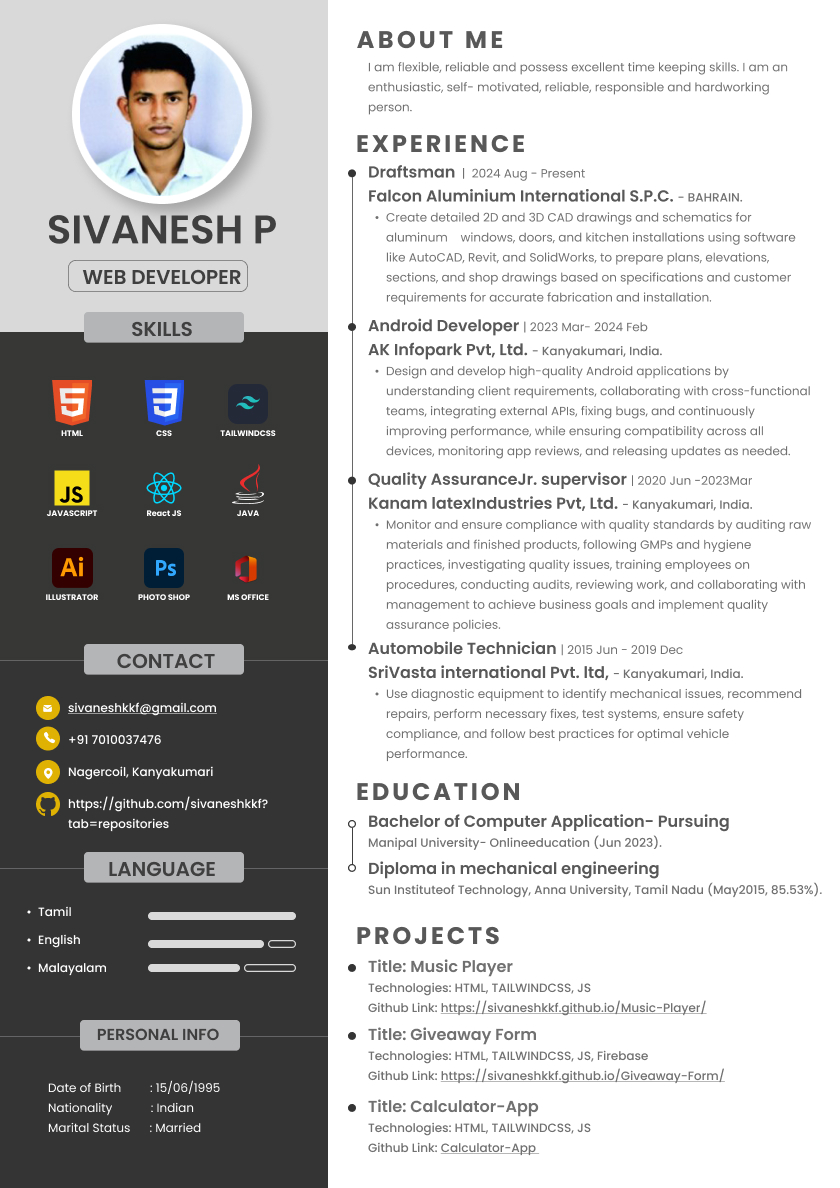 SIVANESH P
WEB DEVELOPER
SKILLS
HTML
CSS
TAILWINDCSS
JS
JAVASCRIPT
React JS
JAVA
Ai
ILLUSTRATOR
Ps
PHOTO SHOP
MS OFFICE
CONTACT
sivaneshkkf@gmail.com
+91 7010037476
Nagercoil, Kanyakumari
https://github.com/sivaneshkkf?
tab=repositories
LANGUAGE
• Tamil
• English
• Malayalam
PERSONAL INFO
Date of Birth : 15/06/1995
Nationality : Indian
Marital Status : Married
ABOUT ME
I am flexible, reliable and possess excellent time keeping skills. I am an
enthusiastic, self- motivated, reliable, responsible and hardworking
person.
EXPERIENCE
Draftsman | 2024 Aug - Present
Falcon Aluminium International S.P.C. - BAHRAIN.
• Create detailed 2D and 3D CAD drawings and schematics for
aluminum windows, doors, and kitchen installations using software
like AutoCAD, Revit, and SolidWorks, to prepare plans, elevations,
sections, and shop drawings based on specifications and customer
requirements for accurate fabrication and installation.
Android Developer | 2023 Mar- 2024 Feb
AK Infopark Pvt, Ltd. - Kanyakumari, India.
• Design and develop high-quality Android applications by
understanding client requirements, collaborating with cross-functional
teams, integrating external APIs, fixing bugs, and continuously
improving performance, while ensuring compatibility across all
devices, monitoring app reviews, and releasing updates as needed.
Quality AssuranceJr. supervisor | 2020 Jun -2023Mar
Kanam latexIndustries Pvt, Ltd. - Kanyakumari, India.
• Monitor and ensure compliance with quality standards by auditing raw
materials and finished products, following GMPs and hygiene
practices, investigating quality issues, training employees on
procedures, conducting audits, reviewing work, and collaborating with
management to achieve business goals and implement quality
assurance policies.
Automobile Technician | 2015 Jun - 2019 Dec
SriVasta international Pvt. ltd, - Kanyakumari, India.
• Use diagnostic equipment to identify mechanical issues, recommend
repairs, perform necessary fixes, test systems, ensure safety
compliance, and follow best practices for optimal vehicle
performance.
EDUCATION
Bachelor of Computer Application- Pursuing
Manipal University- Onlineeducation (Jun 2023).
Diploma in mechanical engineering
Sun Instituteof Technology, Anna University, Tamil Nadu (May2015, 85.53%).
PROJECTS
Title: Music Player
Technologies: HTML, TAILWINDCSS, JS
Github Link: https://sivaneshkkf.github.io/Music-Player/
Title: Giveaway Form
Technologies: HTML, TAILWINDCSS, JS, Firebase
Github Link: https://sivaneshkkf.github.io/Giveaway-Form/
Title: Calculator-App
Technologies: HTML, TAILWINDCSS, JS
Github Link: Calculator-App